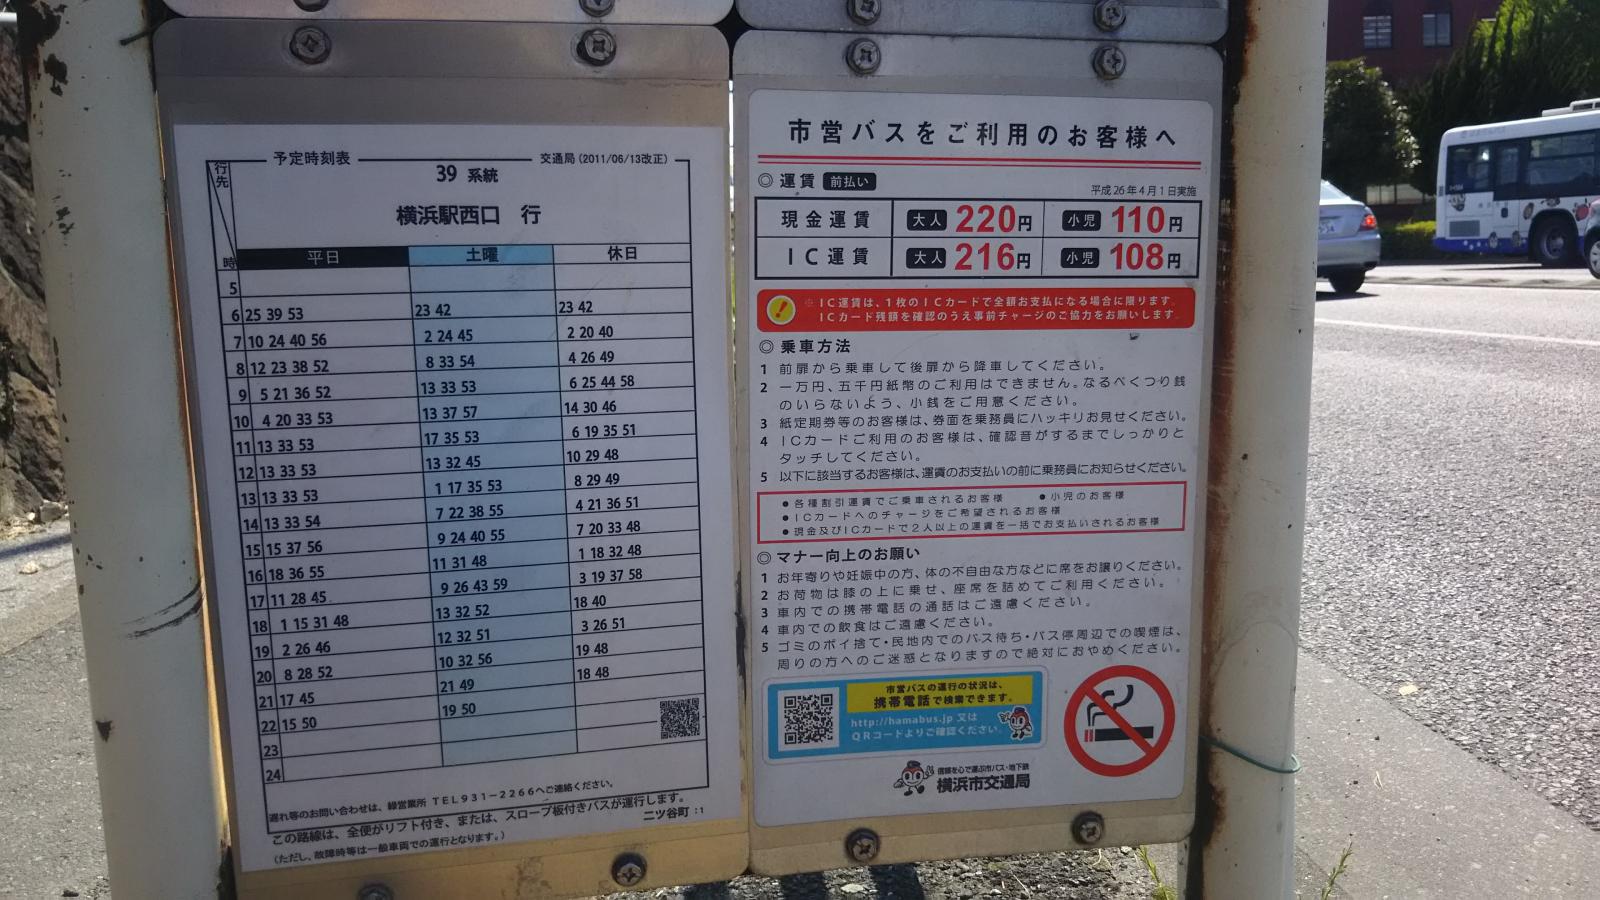 予定時刻表 交通局(2011/06/13改正)
行先
39 系統
横浜駅西口 行
時 平日 土曜 休日
5
6 25 39 53 23 42 23 42
7 10 24 40 56 2 24 45 2 20 40
8 12 23 38 52 8 33 54 4 26 49
9 5 21 36 52 13 33 53 6 25 44 58
10 4 20 33 53 13 37 57 14 30 46
11 13 33 53 17 35 53 6 19 35 51
12 13 33 53 13 32 45 10 29 48
13 13 33 53 1 17 35 53 8 29 49
14 13 33 54 7 22 38 55 4 21 36 51
15 15 37 56 9 24 40 55 7 20 33 48
16 18 36 55 11 31 48 1 18 32 48
17 11 28 45 9 26 43 59 3 19 37 58
18 1 15 31 48 13 32 52 18 40
19 2 26 46 12 32 51 3 26 51
20 8 28 52 10 32 56 19 48
21 17 45 21 49 18 48
22 15 50 19 50
23
24
遅れ等のお問い合わせは、緑営業所 TEL931-2266へご連絡ください。
この路線は、全便がリフト付き、または、スロープ板付きバスが運行します。
(ただし、故障時等は一般車両での運行となります。) 二ツ谷町 :1
市営バスをご利用のお客様へ
◎ 運賃 前払い 平成26年4月1日実施
現金運賃 大人 220円 小児 110円
IC運賃 大人 216円 小児 108円
※IC運賃は、1枚のICカードで全額お支払になる場合に限ります。
ICカード残額を確認のうえ事前チャージのご協力をお願いします。
◎ 乗車方法
1 前扉から乗車して後扉から降車してください。
2 一万円、五千円紙幣のご利用はできません。なるべくつり銭
のいらないよう、小銭をご用意ください。
3 紙定期券等のお客様は、券面を乗務員にハッキリお見せください。
4 ICカードご利用のお客様は、確認音がするまでしっかりと
タッチしてください。
5 以下に該当するお客様は、運賃のお支払いの前に乗務員にお知らせください。
●各種割引運賃でご乗車されるお客様 ●小児のお客様
●ICカードへのチャージをご希望されるお客様
●現金及びICカードで2人以上の運賃を一括でお支払いされるお客様
◎ マナー向上のお願い
1 お年寄りや妊娠中の方、体の不自由な方などに席をお譲りください。
2 お荷物は膝の上に乗せ、座席を詰めてご利用ください。
3 車内での携帯電話の通話はご遠慮ください。
4 車内での飲食はご遠慮ください。
5 ゴミのポイ捨て・民地内でのバス待ち・バス停周辺での喫煙は、
周りの方へのご迷惑となりますので絶対におやめください。
市営バスの運行の状況は、
携帯電話で検索できます。
http://hamabus.jp 又は
QRコードよりご確認ください。
信頼を心で運ぶ市バス・地下鉄
横浜市交通局